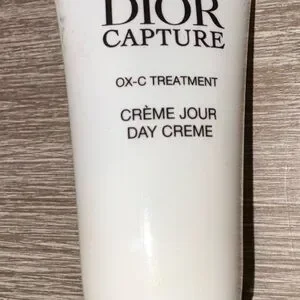 DIOR
CAPTURE
OX-C TREATMENT
CRÈME JOUR
DAY CREME